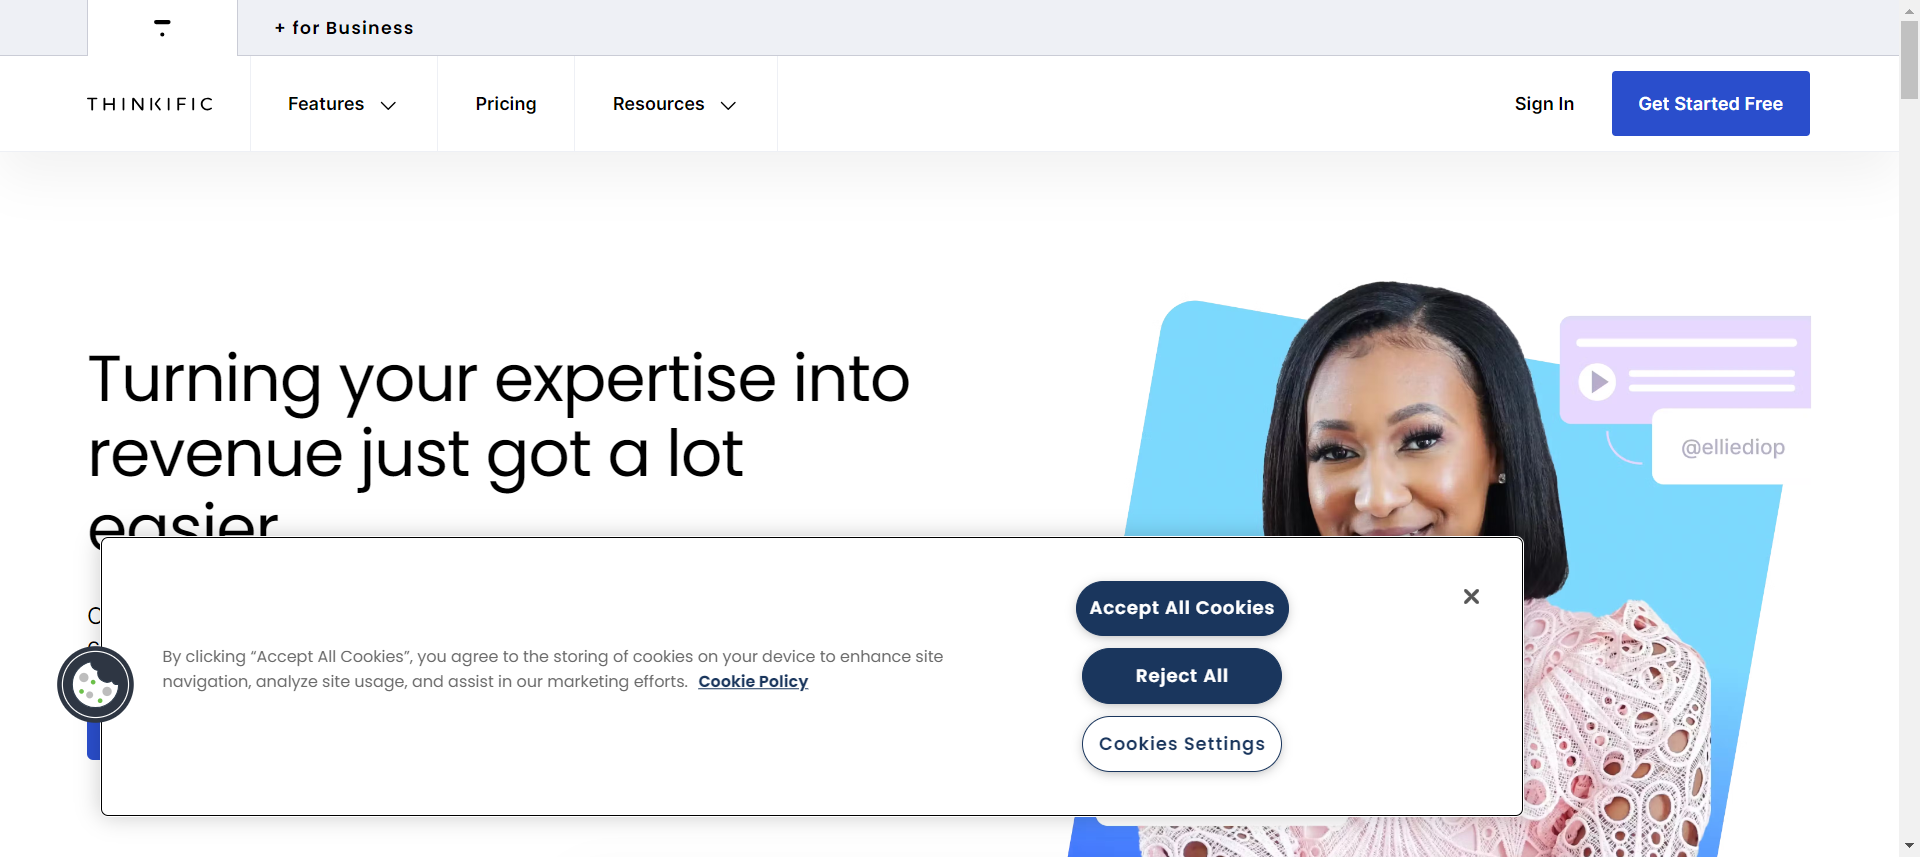 + for Business
THINKIFIC
Features
Pricing
Resources
Sign In
Get Started Free
Turning your expertise into
revenue just got a lot
easier
@elliediop
By clicking “Accept All Cookies”, you agree to the storing of cookies on your device to enhance site
navigation, analyze site usage, and assist in our marketing efforts. Cookie Policy
Accept All Cookies
Reject All
Cookies Settings